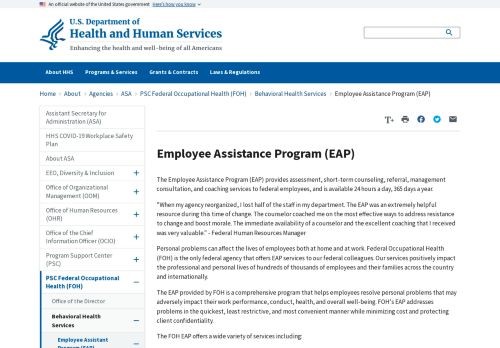 An official website of the United States government Here's how you know
U.S. Department of
Health and Human Services
Enhancing the health and well-being of all Americans
About HHS Programs & Services Grants & Contracts Laws & Regulations
Home > About > Agencies > ASA > PSC Federal Occupational Health (FOH) > Behavioral Health Services > Employee Assistance Program (EAP)
Assistant Secretary for
Administration (ASA)
HHS COVID-19 Workplace Safety
Plan
About ASA
EEO, Diversity & Inclusion +
Office of Organizational
Management (OOM) +
Office of Human Resources
(OHR) +
Office of the Chief
Information Officer (OCIO) +
Program Support Center
(PSC) +
PSC Federal Occupational
Health (FOH) –
Office of the Director
Behavioral Health
Services –
Employee Assistance
Program (EAP)
T+
Employee Assistance Program (EAP)
The Employee Assistance Program (EAP) provides assessment, short-term counseling, referral, management
consultation, and coaching services to federal employees, and is available 24 hours a day, 365 days a year.
"When my agency reorganized, I lost half of the staff in my department. The EAP was an extremely helpful
resource during this time of change. The counselor coached me on the most effective ways to address resistance
to change and boost morale. The immediate availability of a counselor and the excellent coaching that I received
was very valuable." - Federal Human Resources Manager
Personal problems can affect the lives of employees both at home and at work. Federal Occupational Health
(FOH) is the only federal agency that offers EAP services to our federal colleagues. Our services positively impact
the professional and personal lives of hundreds of thousands of employees and their families across the country
and internationally.
The EAP provided by FOH is a comprehensive program that helps employees resolve personal problems that may
adversely impact their work performance, conduct, health, and overall well-being. FOH's EAP addresses
problems in the quickest, least restrictive, and most convenient manner while minimizing cost and protecting
client confidentiality.
The FOH EAP offers a wide variety of services including: